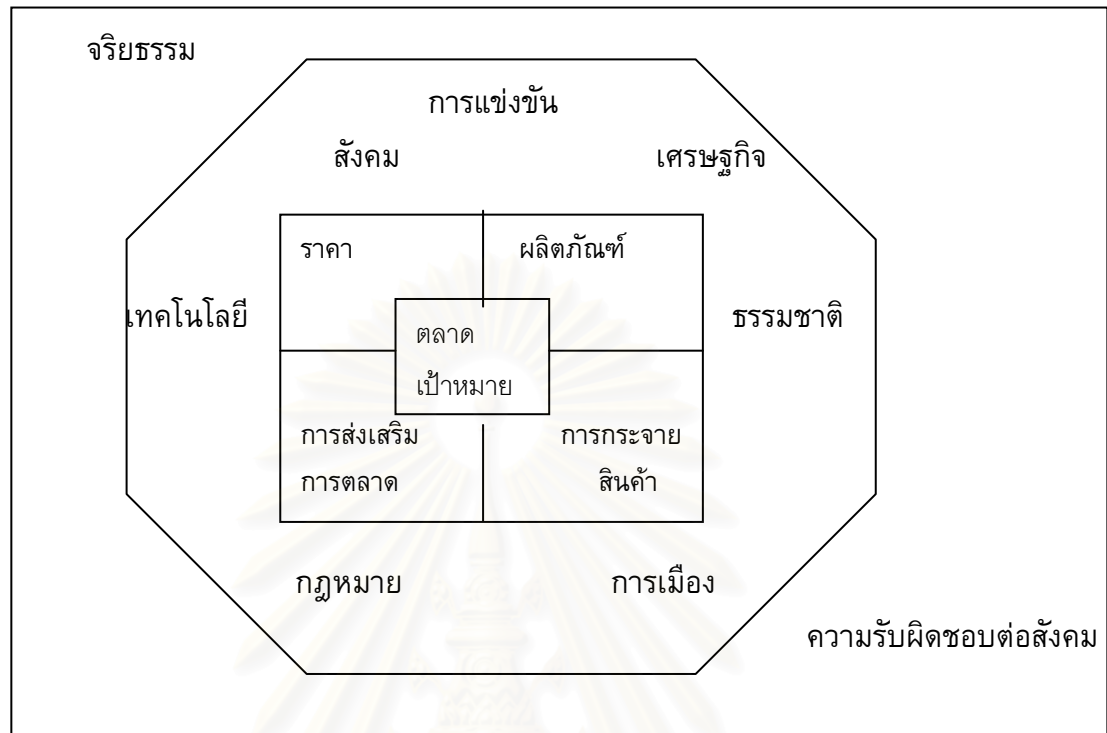 จริยธรรม
การแข่งขัน
สังคม
เศรษฐกิจ
ราคา
ผลิตภัณฑ์
เทคโนโลยี
ธรรมชาติ
ตลาด
เป้าหมาย
การส่งเสริม
การตลาด
การกระจาย
สินค้า
กฎหมาย
การเมือง
ความรับผิดชอบต่อสังคม